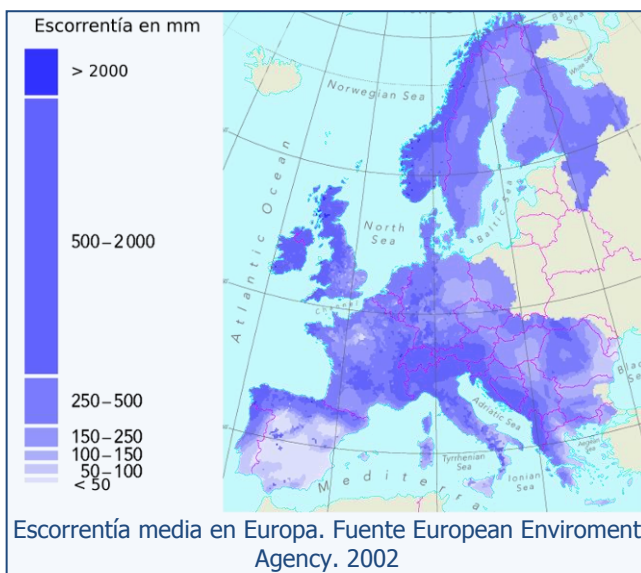 Escorrentía en mm
> 2000
500–2000
250–500
150–250
100–150
50–100
< 50
Norwegian Sea
White Sea
Atlantic Ocean
North
Sea
Baltic Sea
Channel
Adriatic Sea
Tyrrhenian
Sea
Ionian
Sea
Aegean
Sea
Mediterra
Escorrentía media en Europa. Fuente European Enviroment
Agency. 2002